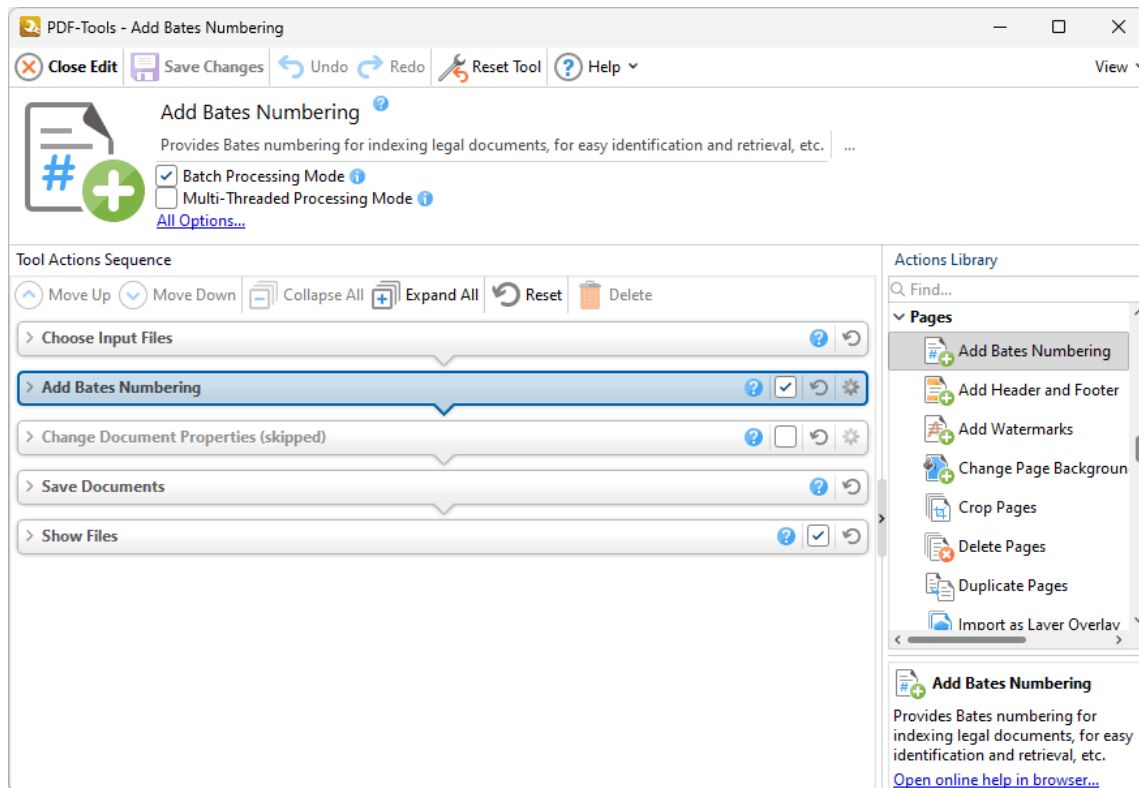 PDF-Tools - Add Bates Numbering
Close Edit Save Changes Undo Redo Reset Tool ? Help View
Add Bates Numbering ?
Provides Bates numbering for indexing legal documents, for easy identification and retrieval, etc. ...
Batch Processing Mode i
Multi-Threaded Processing Mode i
All Options...
#
Tool Actions Sequence
Move Up Move Down Collapse All Expand All Reset Delete
Choose Input Files ?
Add Bates Numbering ?
Change Document Properties (skipped) ?
Save Documents ?
Show Files ?
Actions Library
Find...
Pages
Add Bates Numbering
Add Header and Footer
Add Watermarks
Change Page Backgroun
Crop Pages
Delete Pages
Duplicate Pages
Import as Layer Overlay
Add Bates Numbering
Provides Bates numbering for
indexing legal documents, for easy
identification and retrieval, etc.
Open online help in browser...